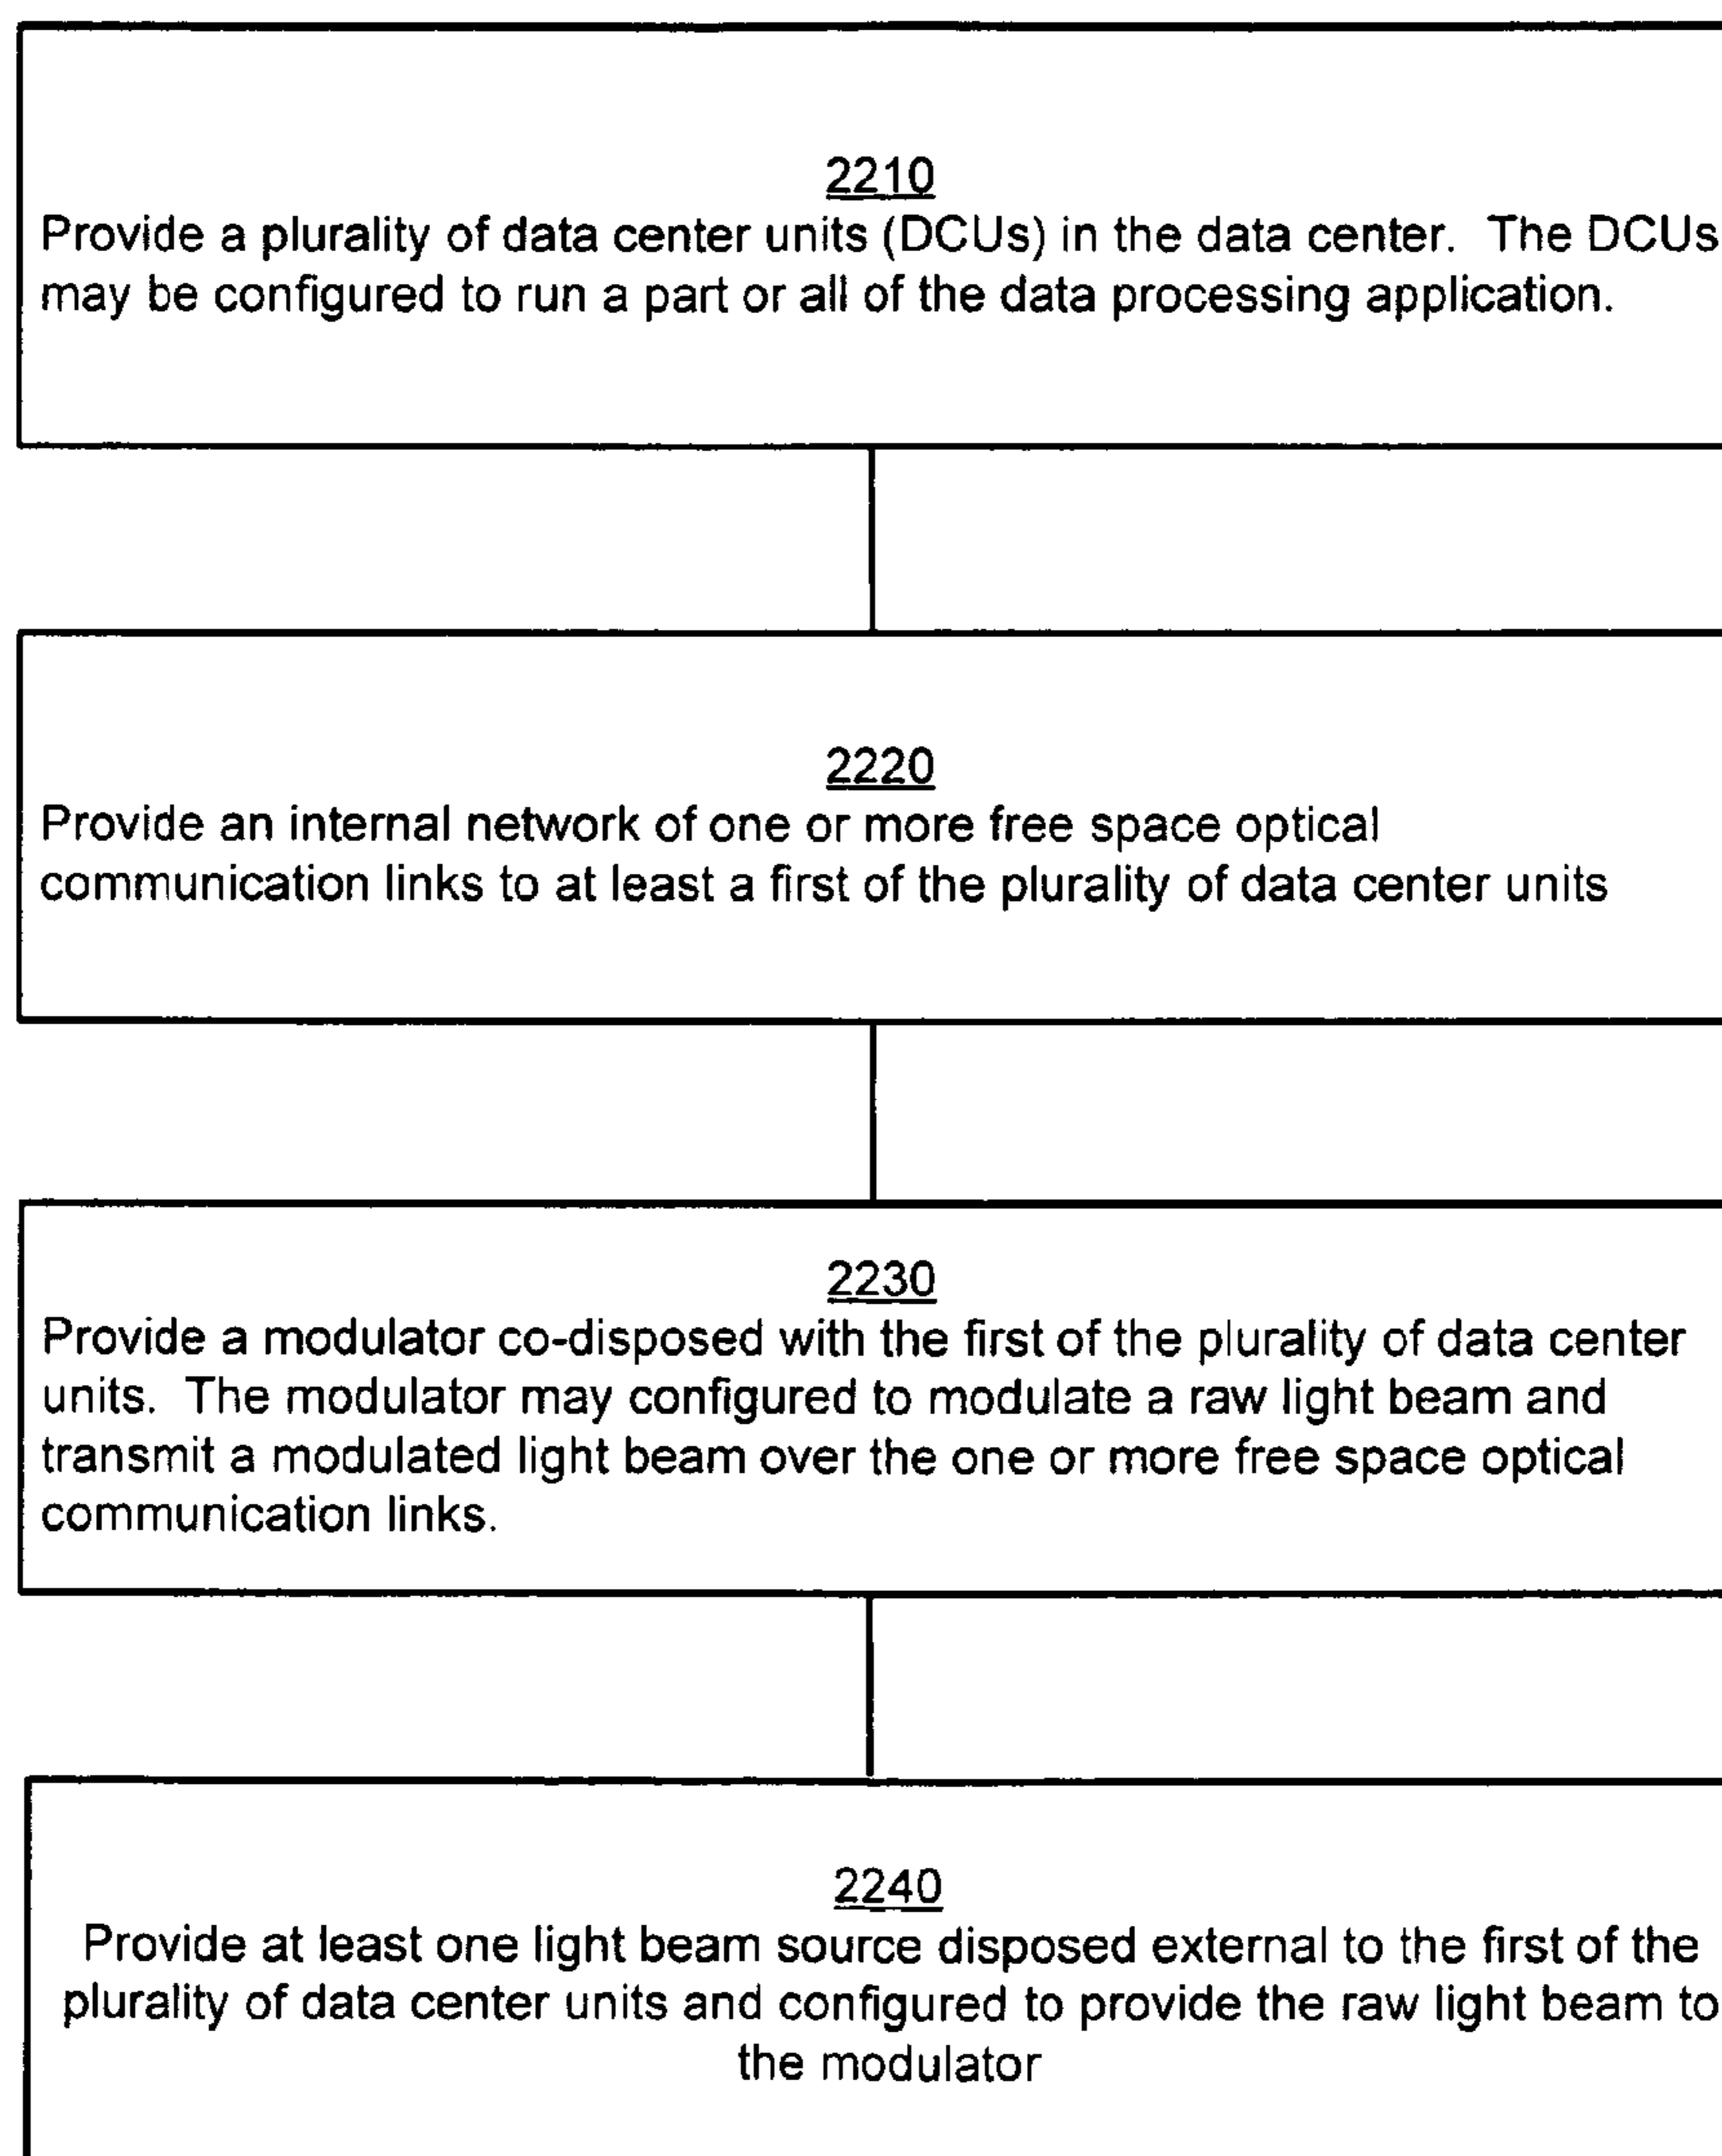 2210
Provide a plurality of data center units (DCUs) in the data center. The DCUs
may be configured to run a part or all of the data processing application.
2220
Provide an internal network of one or more free space optical
communication links to at least a first of the plurality of data center units
2230
Provide a modulator co-disposed with the first of the plurality of data center
units. The modulator may configured to modulate a raw light beam and
transmit a modulated light beam over the one or more free space optical
communication links.
2240
Provide at least one light beam source disposed external to the first of the
plurality of data center units and configured to provide the raw light beam to
the modulator